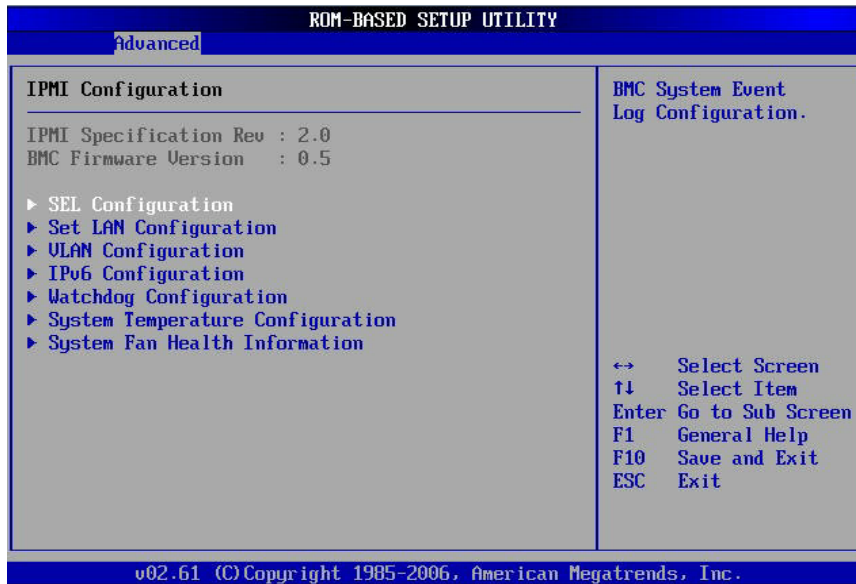 ROM-BASED SETUP UTILITY
Advanced
IPMI Configuration
IPMI Specification Rev : 2.0
BMC Firmware Version : 0.5
▶ SEL Configuration
▶ Set LAN Configuration
▶ VLAN Configuration
▶ IPv6 Configuration
▶ Watchdog Configuration
▶ System Temperature Configuration
▶ System Fan Health Information
BMC System Event
Log Configuration.
←→ Select Screen
↑↓ Select Item
Enter Go to Sub Screen
F1 General Help
F10 Save and Exit
ESC Exit
v02.61 (C)Copyright 1985-2006, American Megatrends, Inc.